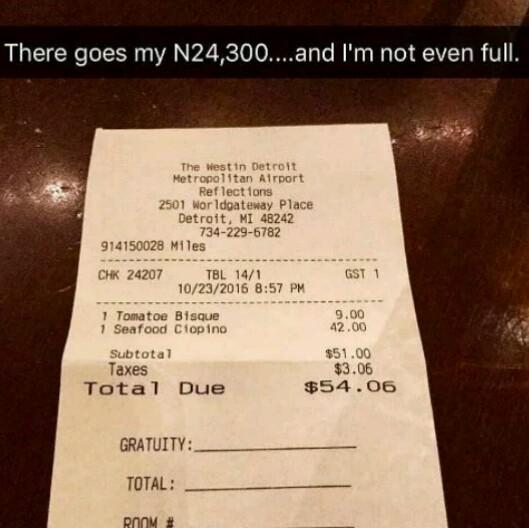 There goes my N24,300....and I'm not even full.
The Westin Detroit
Metropolitan Airport
Reflections
2501 Worldgateway Place
Detroit, MI 48242
734-229-6782
914150028 Miles
CHK 24207 TBL 14/1 GST 1
10/23/2016 8:57 PM
1 Tomatoe Bisque 9.00
1 Seafood Ciopino 42.00
Subtotal $51.00
Taxes $3.06
Total Due $54.06
GRATUITY:
TOTAL:
ROOM #